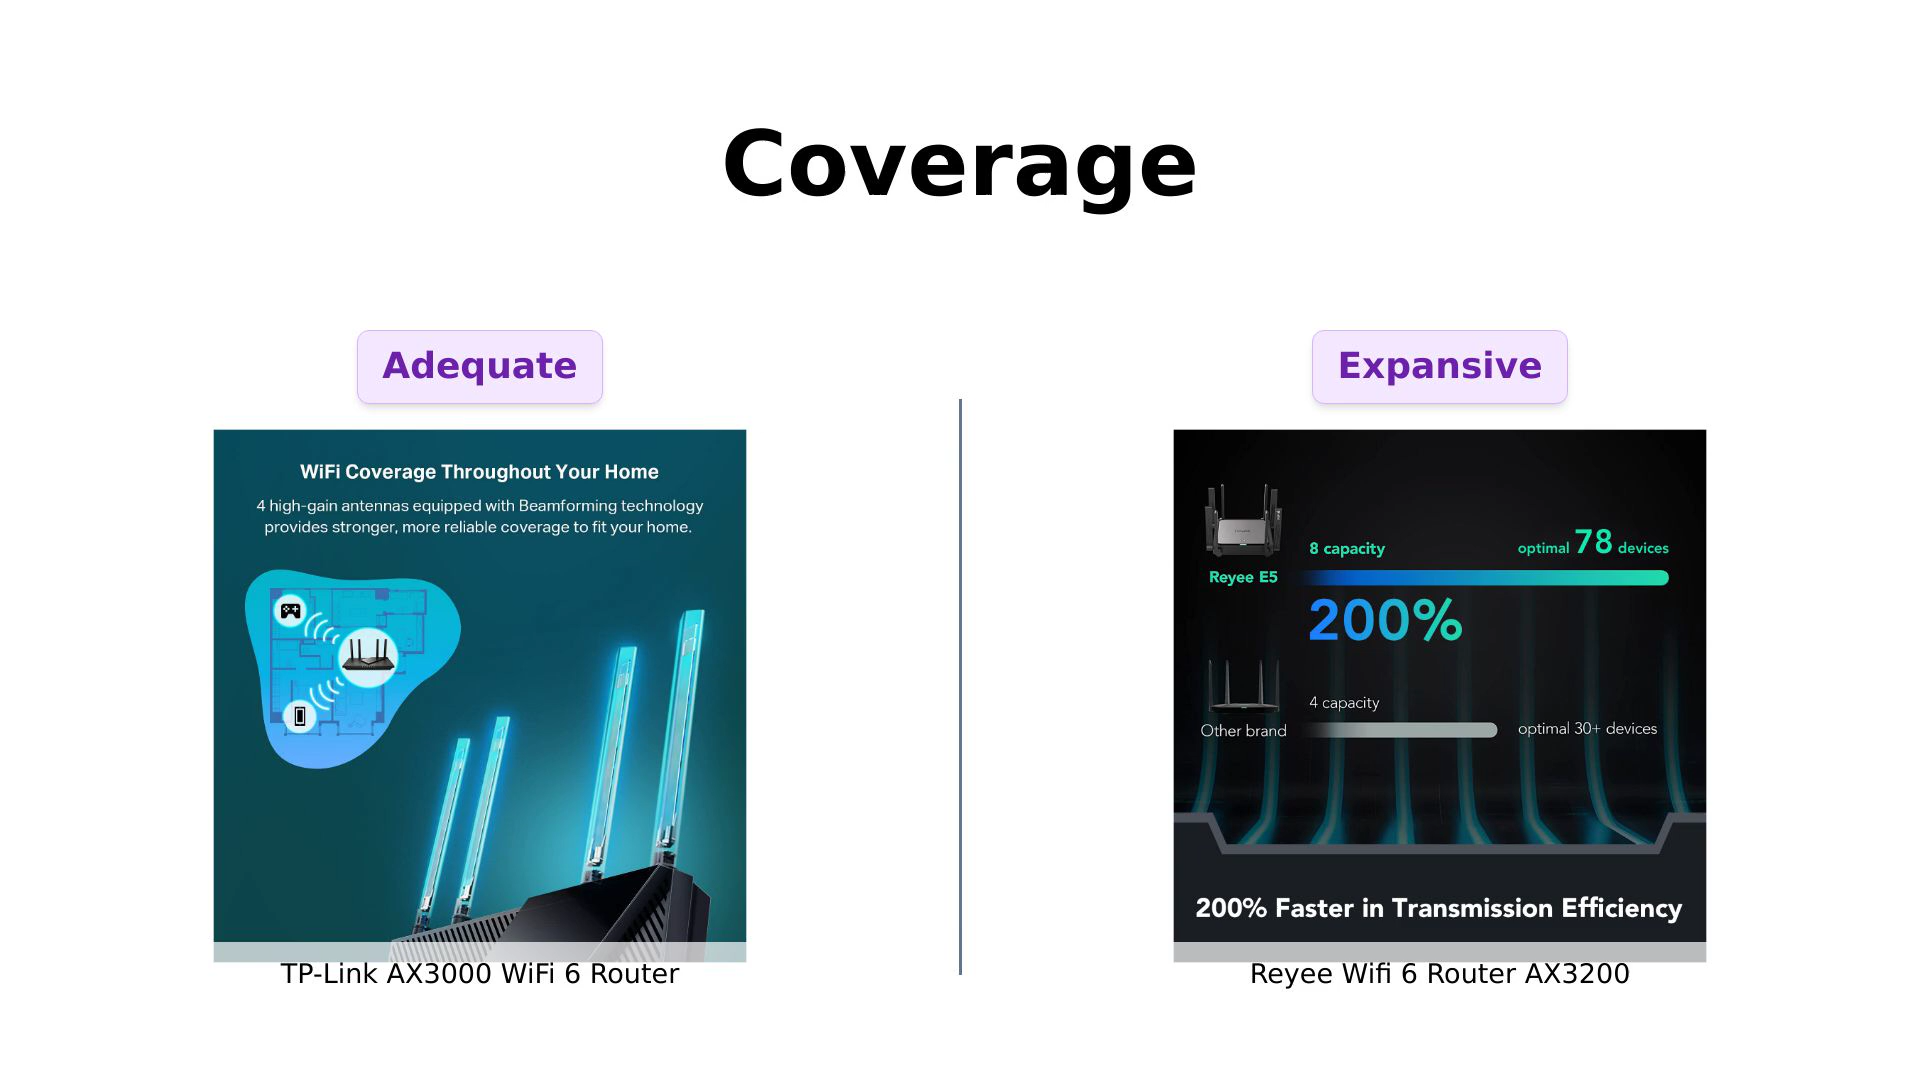 Coverage
Adequate
WiFi Coverage Throughout Your Home
4 high-gain antennas equipped with Beamforming technology
provides stronger, more reliable coverage to fit your home.
TP-Link AX3000 WiFi 6 Router
Expansive
8 capacity
optimal 78 devices
Reyee E5
200%
4 capacity
Other brand
optimal 30+ devices
200% Faster in Transmission Efficiency
Reyee Wifi 6 Router AX3200